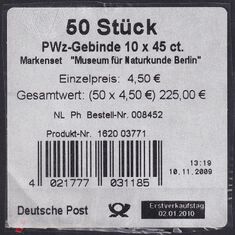 50 Stück
PWz-Gebinde 10 x 45 ct.
Markenset "Museum für Naturkunde Berlin"
Einzelpreis: 4,50 €
Gesamtwert: (50 x 4,50 €) 225,00 €
NL Ph Bestell-Nr. 008452
Produkt-Nr. 1620 03771
13:19
10.11.2009
4 021777 031185
Deutsche Post
Erstverkaufstag
02.01.2010